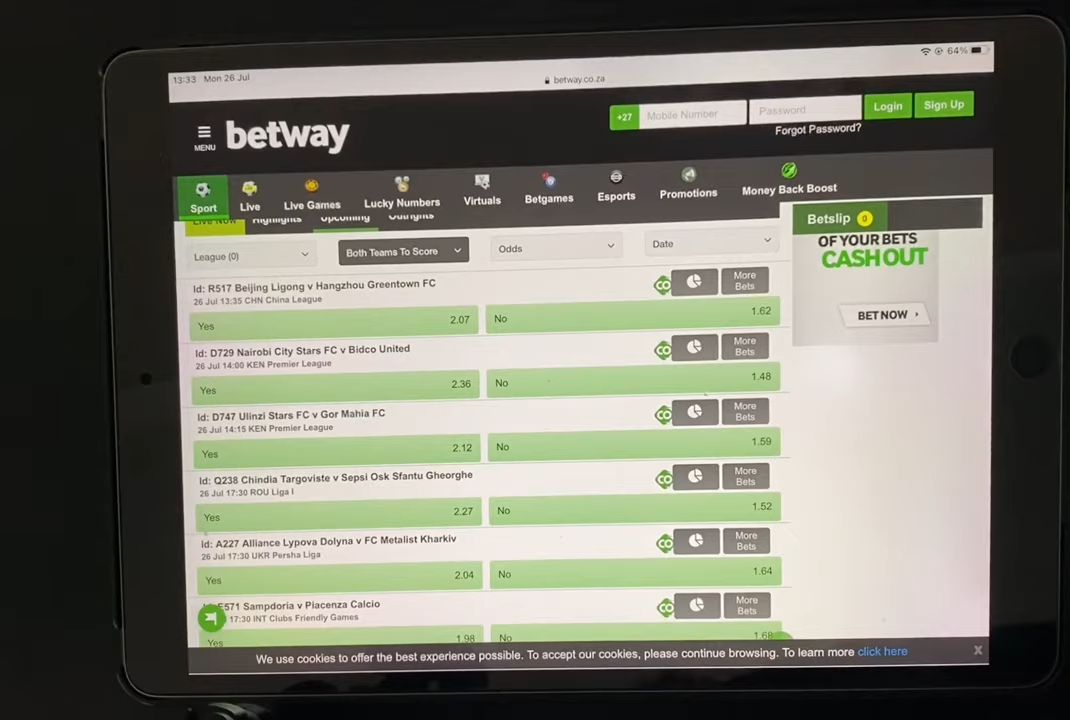 13:33 Mon 26 Jul
betway.co.za
64%
MENU
betway
+27 Mobile Number Password Login Sign Up
Forgot Password?
Sport Live Live Games Lucky Numbers Virtuals Betgames Esports Promotions Money Back Boost
Live Now Highlights Upcoming Outrights
Betslip 0
League (0) Both Teams To Score Odds Date
OF YOUR BETS
CASH OUT
BET NOW
Id: R517 Beijing Ligong v Hangzhou Greentown FC
26 Jul 13:35 CHN China League
CO More Bets
Yes 2.07 No 1.62
Id: D729 Nairobi City Stars FC v Bidco United
26 Jul 14:00 KEN Premier League
CO More Bets
Yes 2.36 No 1.48
Id: D747 Ulinzi Stars FC v Gor Mahia FC
26 Jul 14:15 KEN Premier League
CO More Bets
Yes 2.12 No 1.59
Id: Q238 Chindia Targoviste v Sepsi Osk Sfantu Gheorghe
26 Jul 17:30 ROU Liga I
CO More Bets
Yes 2.27 No 1.52
Id: A227 Alliance Lypova Dolyna v FC Metalist Kharkiv
26 Jul 17:30 UKR Persha Liga
CO More Bets
Yes 2.04 No 1.64
571 Sampdoria v Piacenza Calcio
17:30 INT Clubs Friendly Games
CO More Bets
Yes 1.98 No 1.68
We use cookies to offer the best experience possible. To accept our cookies, please continue browsing. To learn more click here X